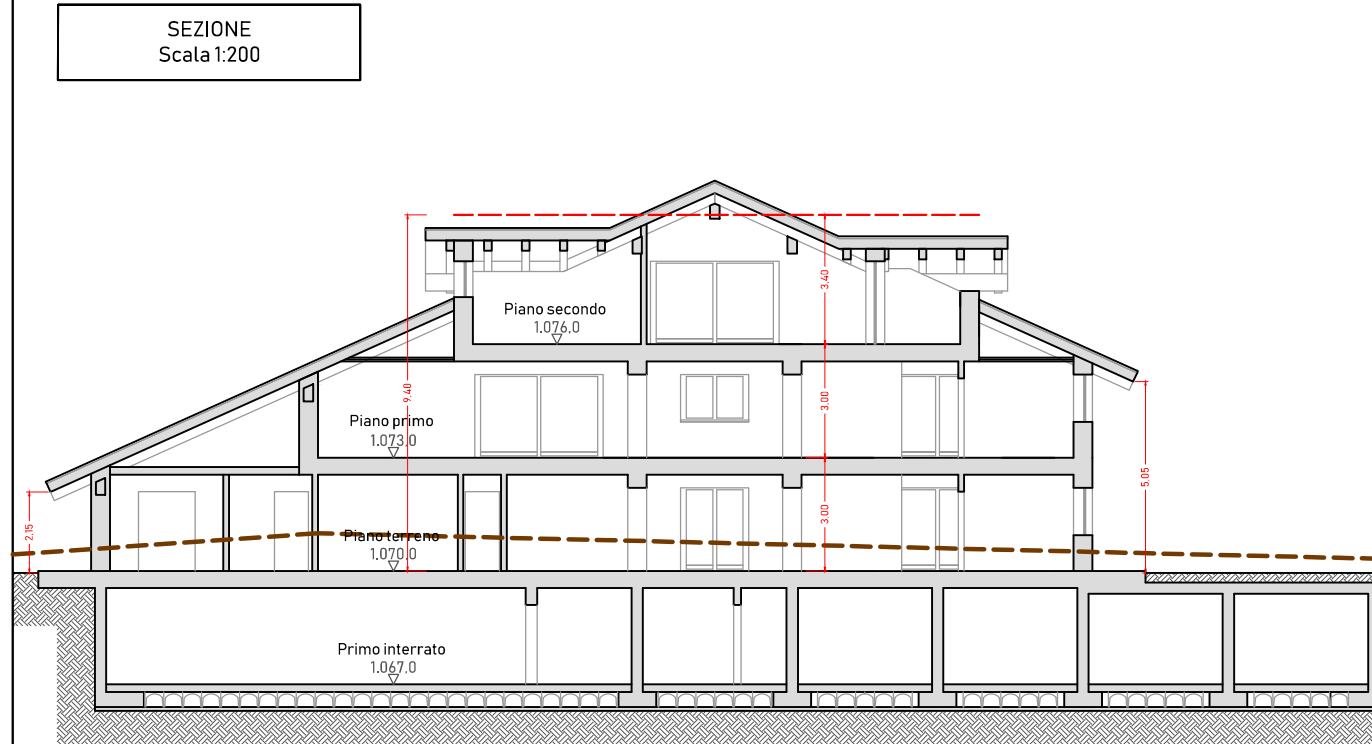 SEZIONE
Scala 1:200
3,40
Piano secondo
1.076,0
9,40
3,00
Piano primo
1.073,0
5,05
2,15
3,00
Piano terreno
1.070,0
Primo interrato
1.067,0